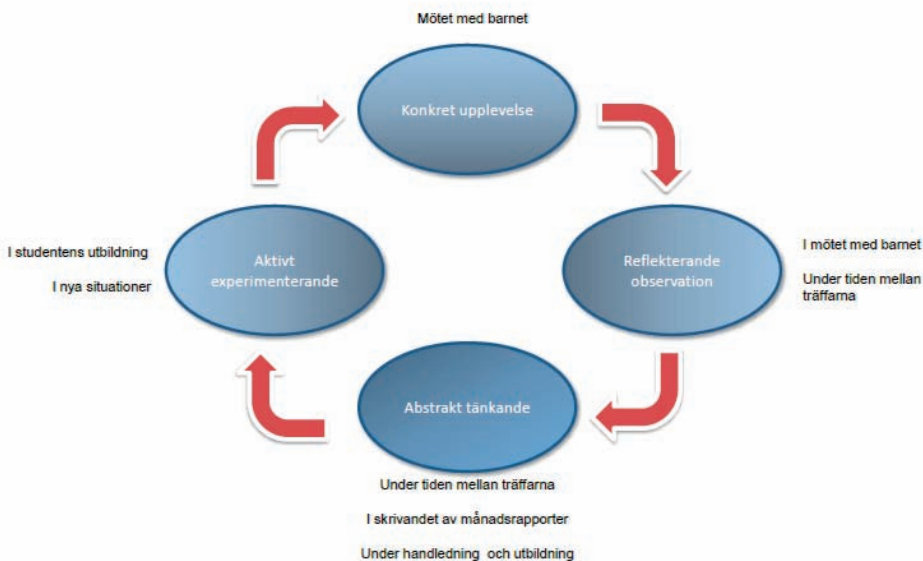 Mötet med barnet
Konkret upplevelse
I studentens utbildning
I nya situationer
Aktivt
experimenterande
Reflekterande
observation
I mötet med barnet
Under tiden mellan
träffarna
Abstrakt tänkande
Under tiden mellan träffarna
I skrivandet av månadsrapporter
Under handledning och utbildning